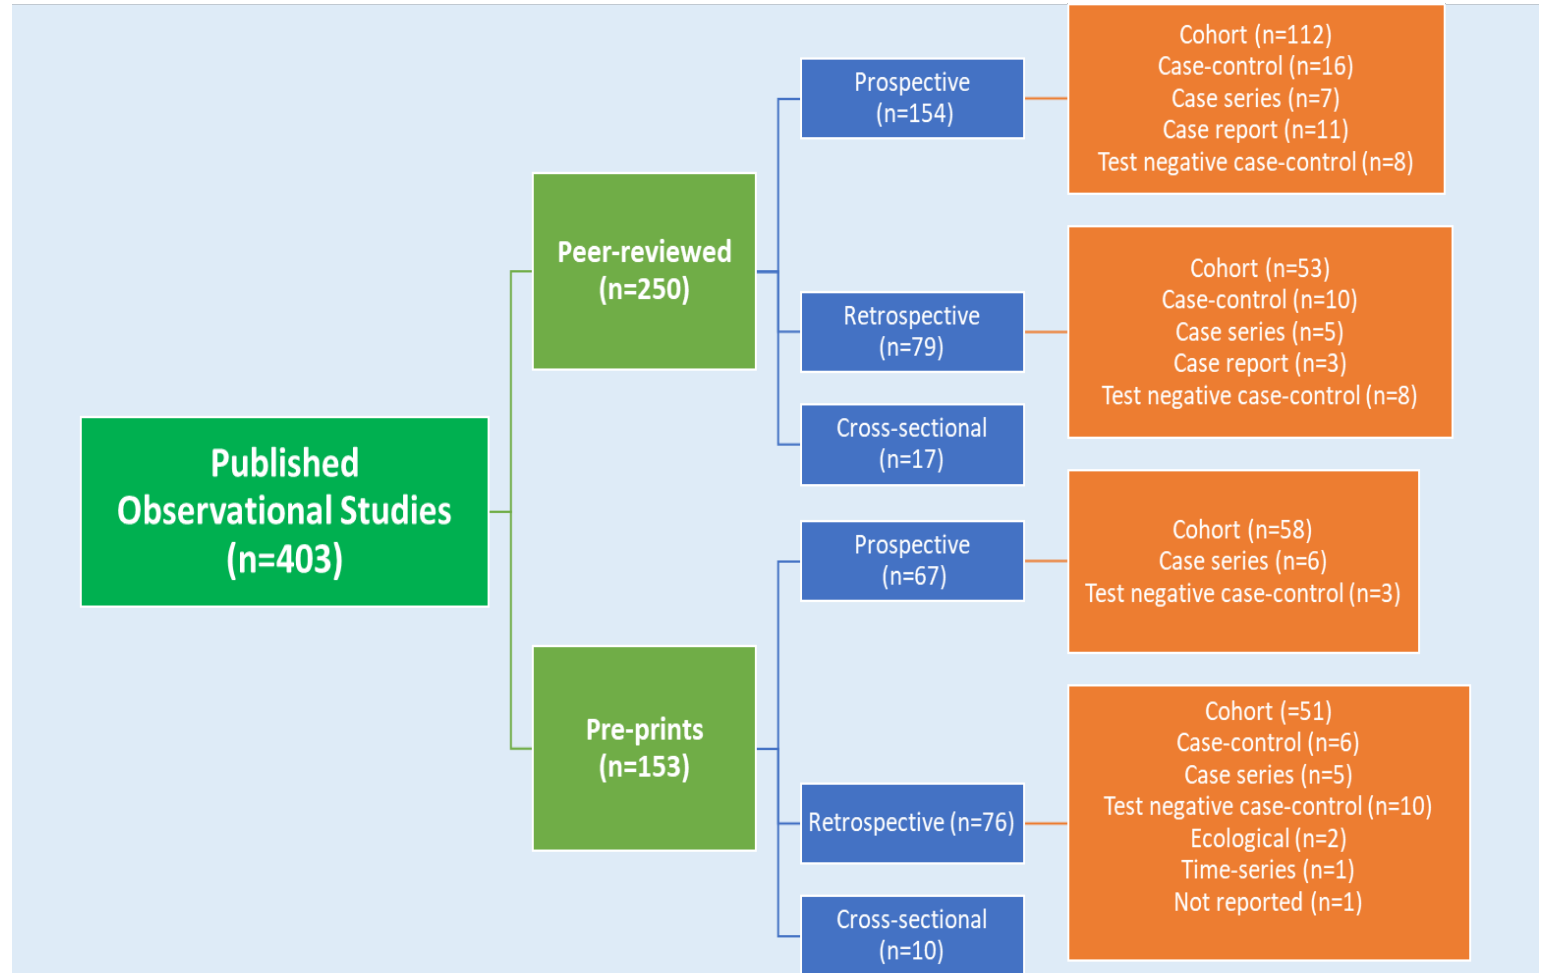 Published
Observational Studies
(n=403)
Peer-reviewed
(n=250)
Prospective
(n=154)
Cohort (n=112)
Case-control (n=16)
Case series (n=7)
Case report (n=11)
Test negative case-control (n=8)
Retrospective
(n=79)
Cohort (n=53)
Case-control (n=10)
Case series (n=5)
Case report (n=3)
Test negative case-control (n=8)
Cross-sectional
(n=17)
Pre-prints
(n=153)
Prospective
(n=67)
Cohort (n=58)
Case series (n=6)
Test negative case-control (n=3)
Retrospective (n=76)
Cohort (=51)
Case-control (n=6)
Case series (n=5)
Test negative case-control (n=10)
Ecological (n=2)
Time-series (n=1)
Not reported (n=1)
Cross-sectional
(n=10)